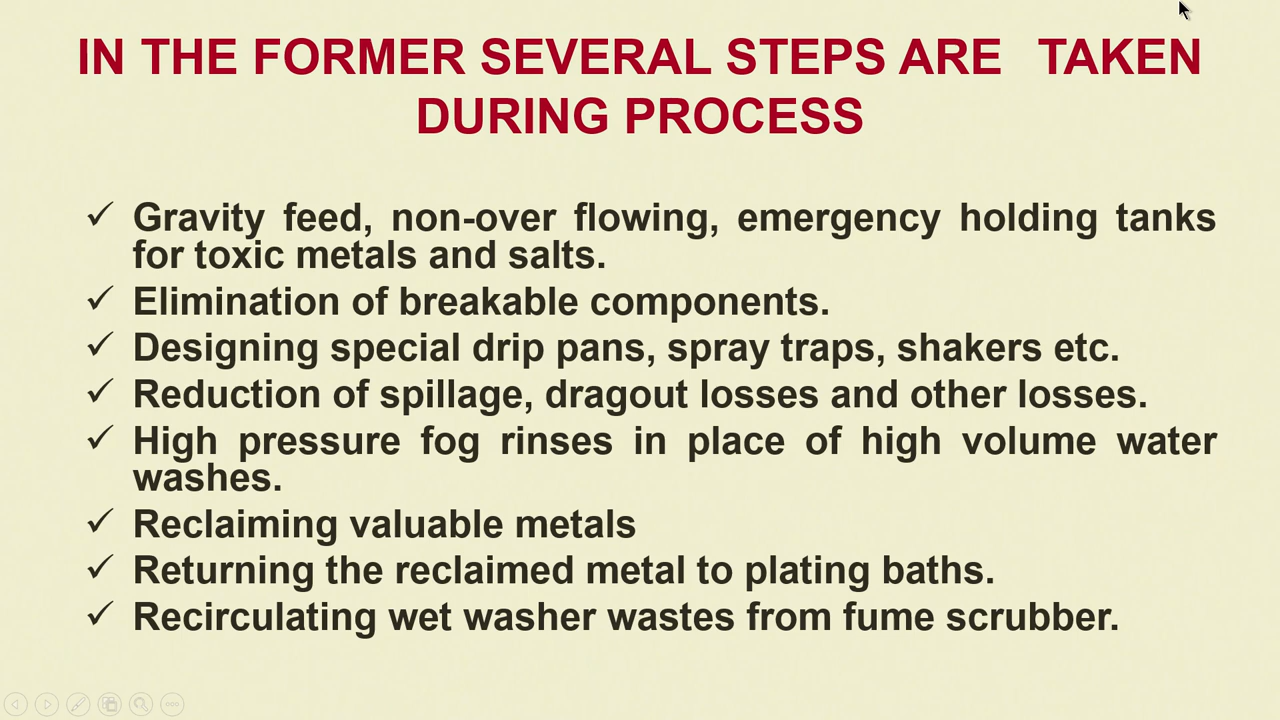 IN THE FORMER SEVERAL STEPS ARE TAKEN
DURING PROCESS
✓ Gravity feed, non-over flowing, emergency holding tanks
for toxic metals and salts.
✓ Elimination of breakable components.
✓ Designing special drip pans, spray traps, shakers etc.
✓ Reduction of spillage, dragout losses and other losses.
✓ High pressure fog rinses in place of high volume water
washes.
✓ Reclaiming valuable metals
✓ Returning the reclaimed metal to plating baths.
✓ Recirculating wet washer wastes from fume scrubber.